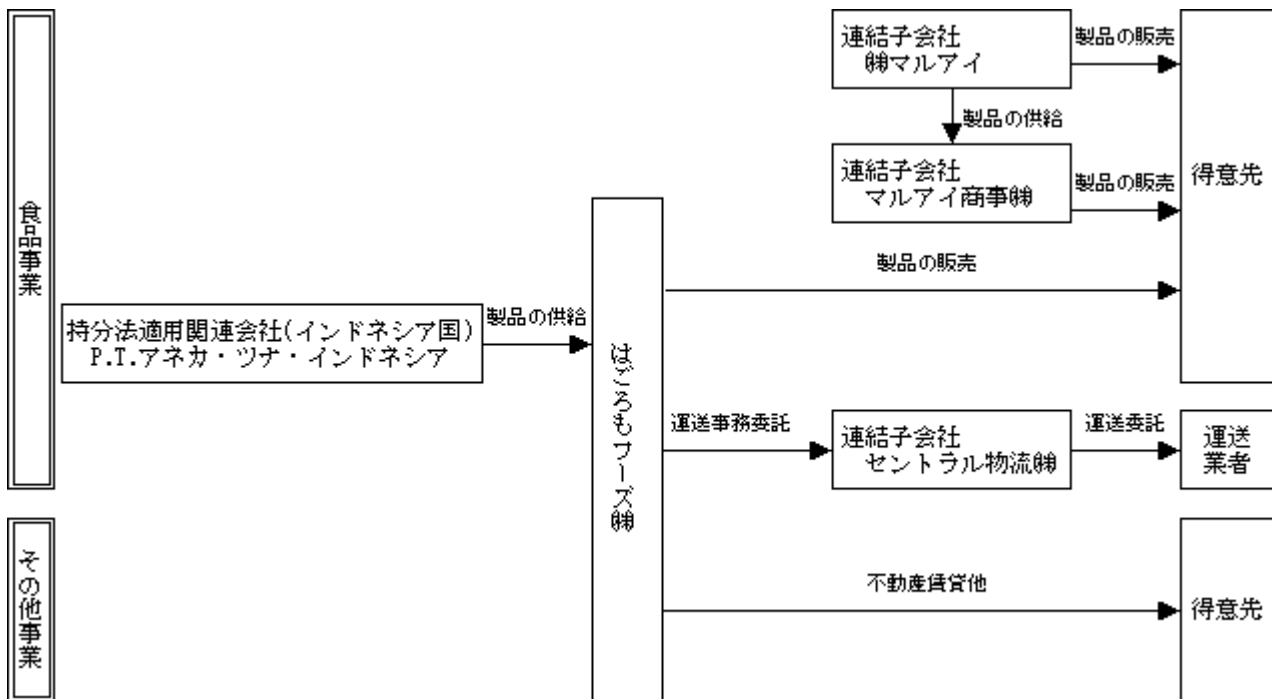 食品事業
連結子会社
㈱マルアイ
製品の販売
製品の供給
連結子会社
マルアイ商事㈱
製品の販売
得意先
製品の販売
持分法適用関連会社(インドネシア国)
P.T.アネカ・ツナ・インドネシア
製品の供給
はごろもフーズ㈱
運送事務委託
連結子会社
セントラル物流㈱
運送委託
運送
業者
その他事業
不動産賃貸他
得意先